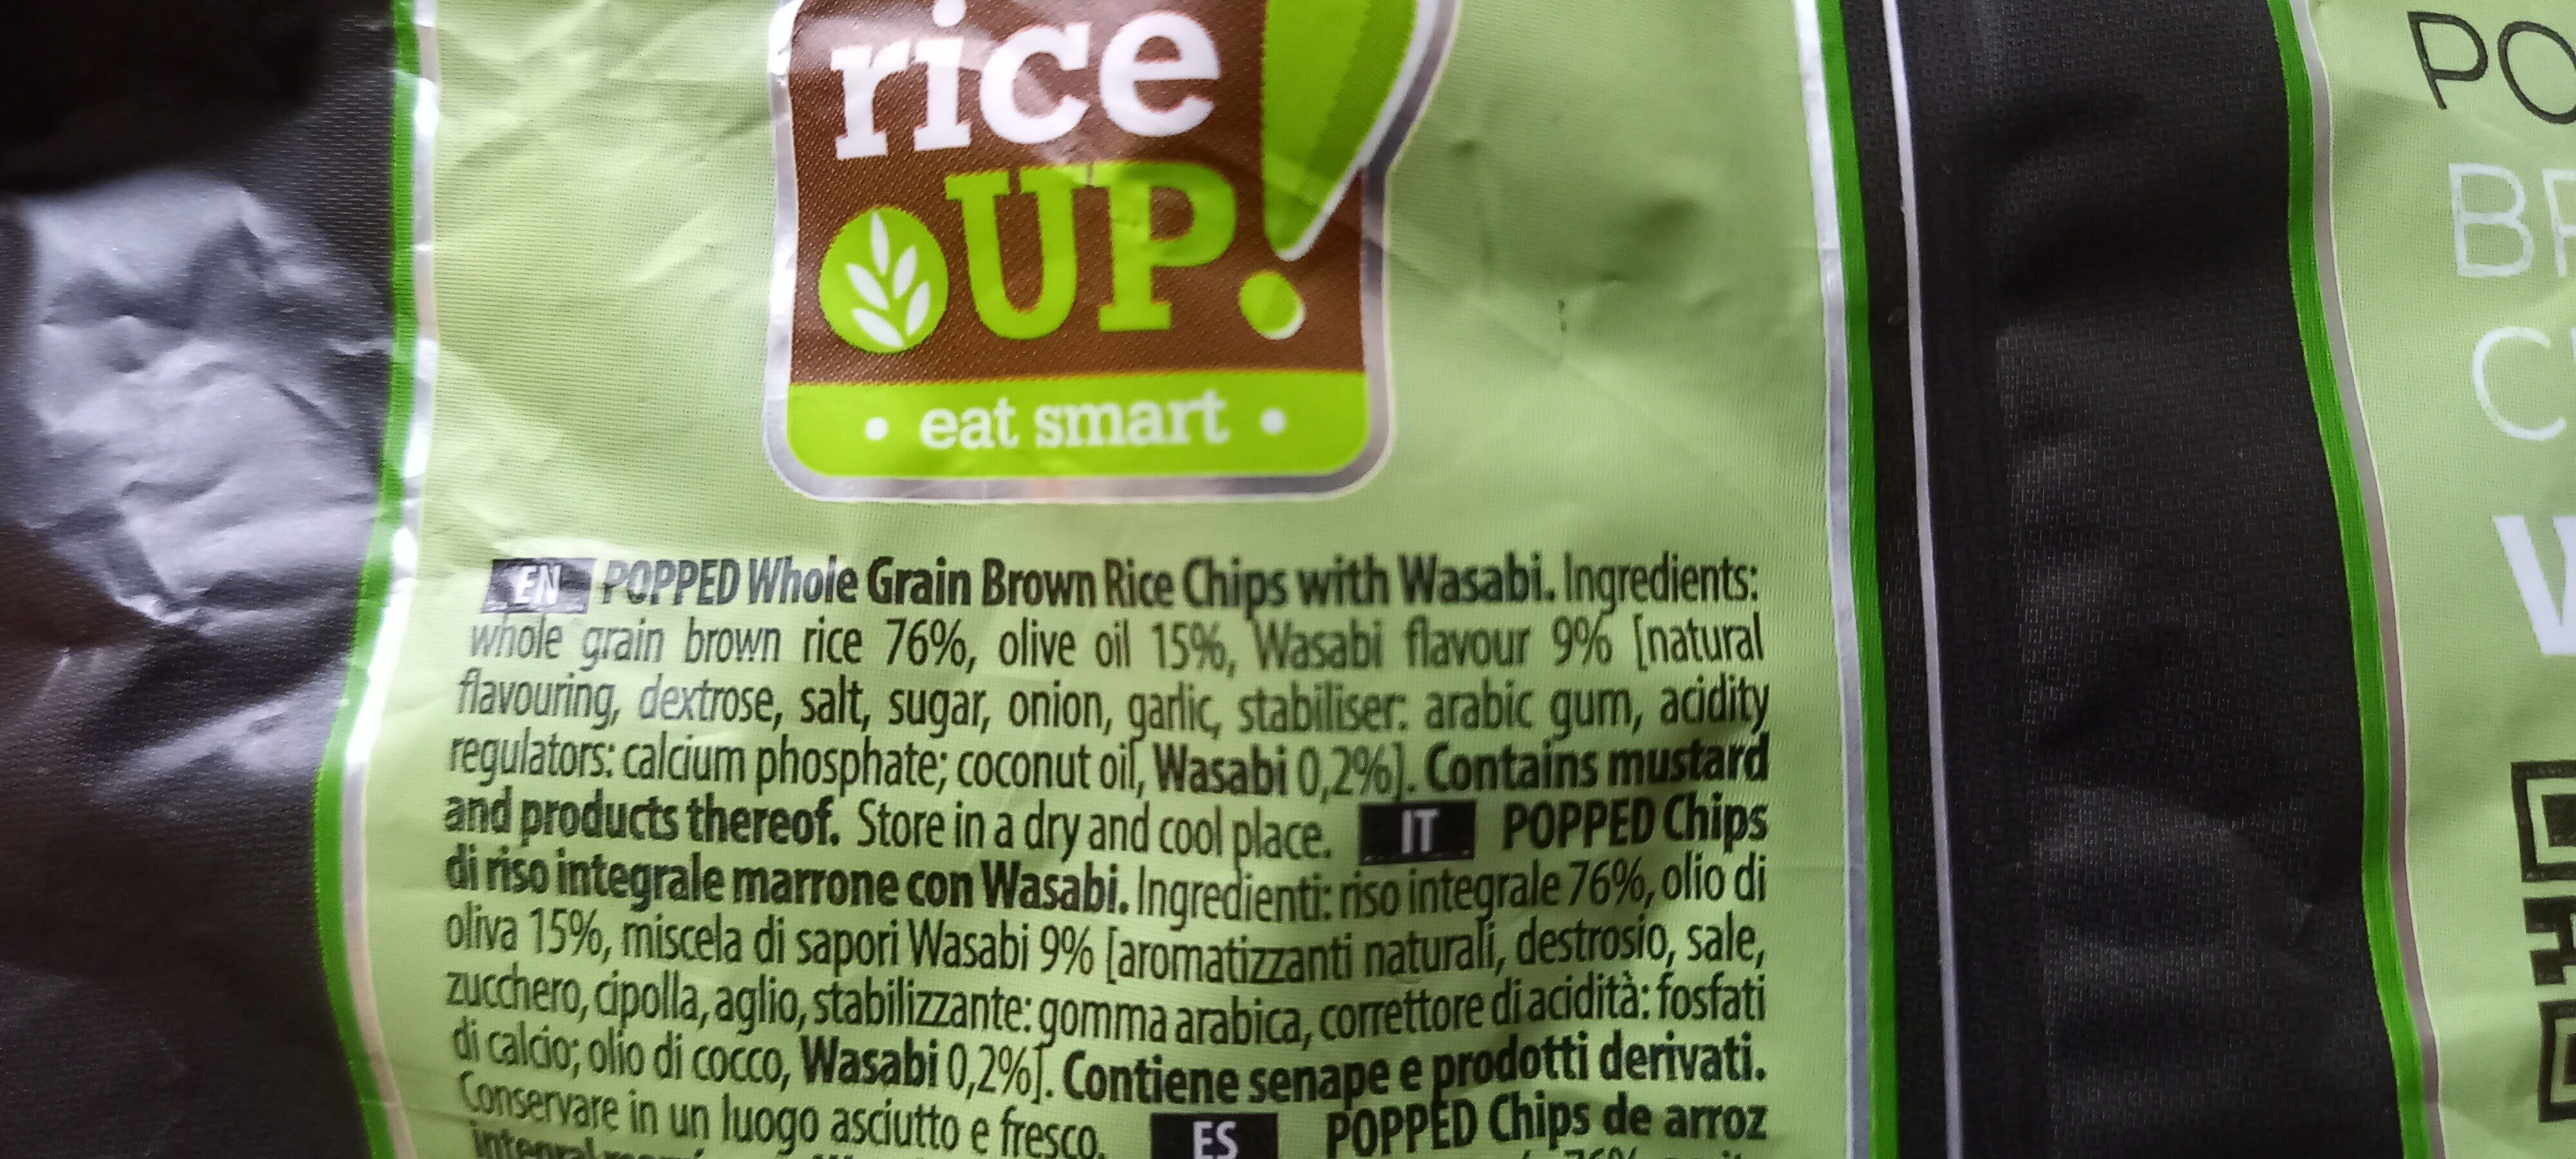 rice
UP!
• eat smart •
EN POPPED Whole Grain Brown Rice Chips with Wasabi. Ingredients:
whole grain brown rice 76%, olive oil 15%, Wasabi flavour 9% [natural
flavouring, dextrose, salt, sugar, onion, garlic, stabiliser: arabic gum, acidity
regulators: calcium phosphate; coconut oil, Wasabi 0,2%]. Contains mustard
and products thereof. Store in a dry and cool place. IT POPPED Chips
di riso integrale marrone con Wasabi. Ingredienti: riso integrale 76%, olio di
oliva 15%, miscela di sapori Wasabi 9% [aromatizzanti naturali, destrosio, sale,
zucchero, cipolla, aglio, stabilizzante: gomma arabica, correttore di acidità: fosfati
di calcio; olio di cocco, Wasabi 0,2%]. Contiene senape e prodotti derivati.
Conservare in un luogo asciutto e fresco. ES POPPED Chips de arroz
PO